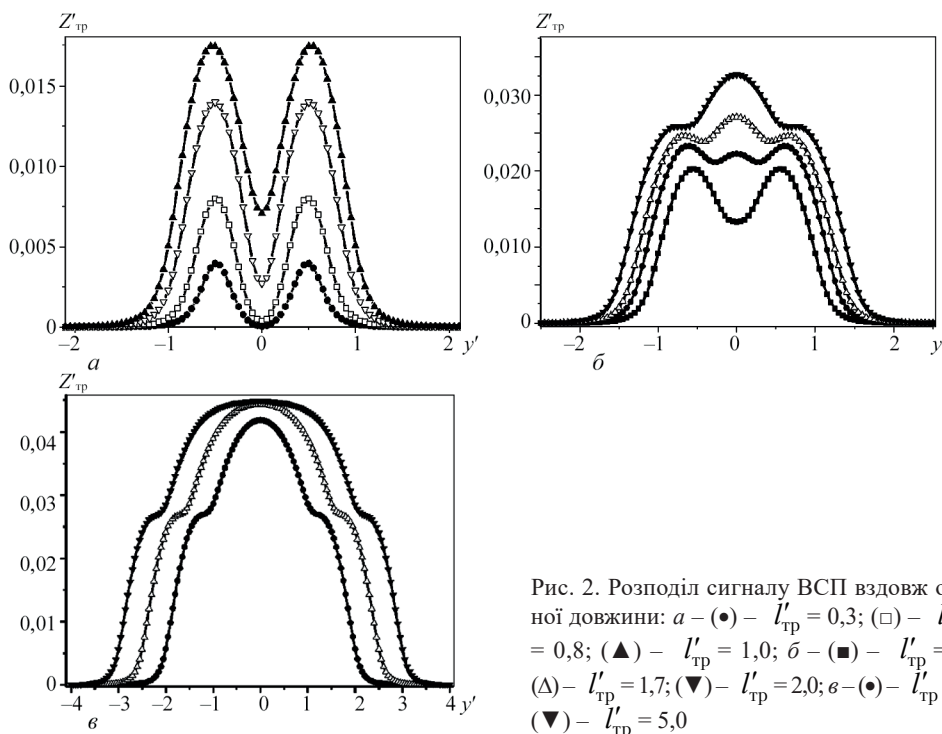 Z′тр
0,015
0,010
0,005
0
−2
−1
0
1
2
y′
а
Z′тр
0,030
0,020
0,010
0
−2
−1
0
1
2
y
б
Z′тр
0,04
0,03
0,02
0,01
0
−4
−3
−2
−1
0
1
2
3
4
y′
в
Рис. 2. Розподіл сигналу ВСП вздовж
ної довжини: а – (●) – l′тр = 0,3; (□) –
= 0,8; (▲) – l′тр = 1,0; б – (■) – l′тр =
(Δ) – l′тр = 1,7; (▼) – l′тр = 2,0; в – (●) – l′тр
(▼) – l′тр = 5,0